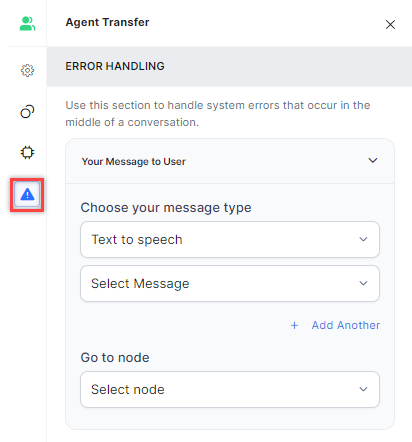 Agent Transfer
ERROR HANDLING
Use this section to handle system errors that occur in the
middle of a conversation.
Your Message to User
Choose your message type
Text to speech
Select Message
+ Add Another
Go to node
Select node